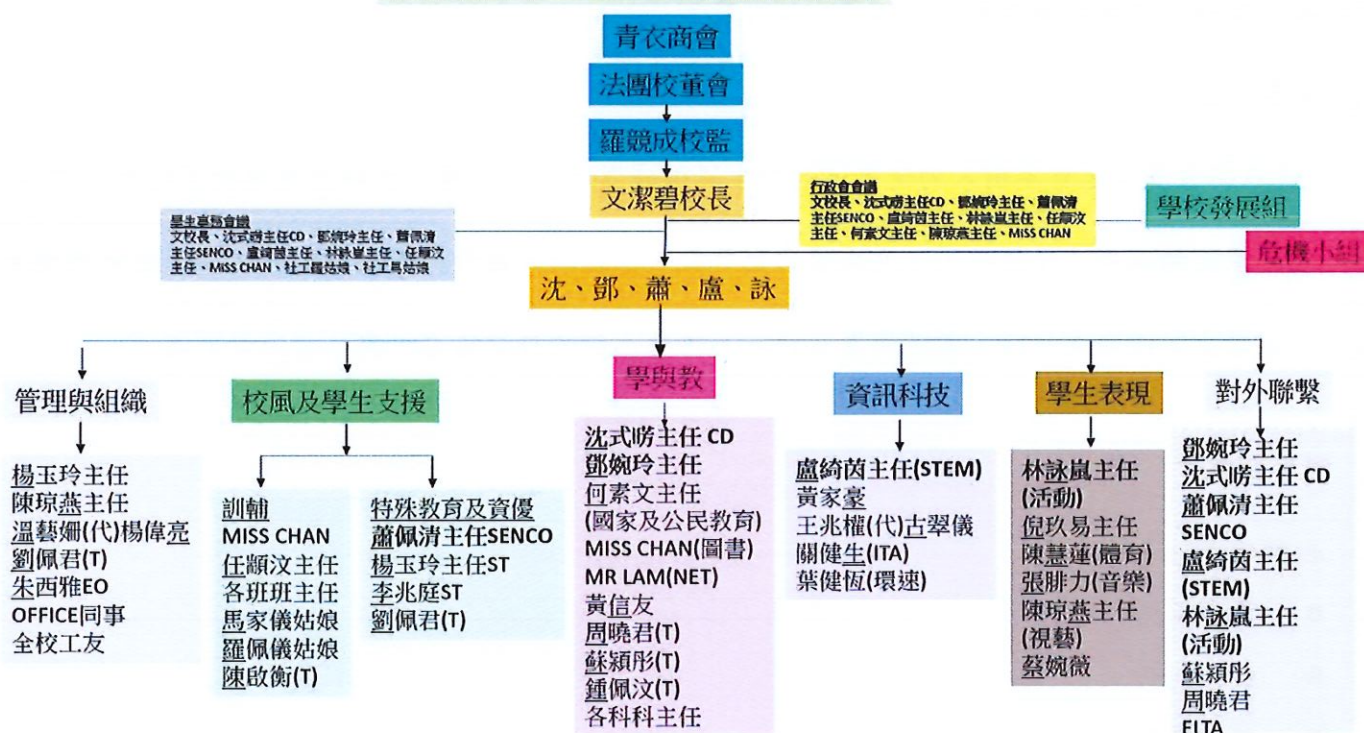 青衣商會
法團校董會
羅競成校監
文潔碧校長
行政會會議
文校長、沈式嘮主任CD、鄧婉玲主任、蕭佩清
主任SENCO、盧綺茵主任、林詠嵐主任、任顓汶
主任、何素文主任、陳琼燕主任、MISS CHAN
學校發展組
學生事務會議
文校長、沈式嘮主任CD、鄧婉玲主任、蕭佩清
主任SENCO、盧綺茵主任、林詠嵐主任、任顓汶
主任、MISS CHAN、社工羅姑娘、社工馬姑娘
危機小組
沈、鄧、蕭、盧、詠
管理與組織
楊玉玲主任
陳琼燕主任
溫藝姍(代)楊偉亮
劉佩君(T)
朱西雅EO
OFFICE同事
全校工友
校風及學生支援
訓輔
MISS CHAN
任顓汶主任
各班班主任
馬家儀姑娘
羅佩儀姑娘
陳啟衡(T)
特殊教育及資優
蕭佩清主任SENCO
楊玉玲主任ST
李兆庭ST
劉佩君(T)
學與教
沈式嘮主任 CD
鄧婉玲主任
何素文主任
(國家及公民教育)
MISS CHAN(圖書)
MR LAM(NET)
黃信友
周曉君(T)
蘇潁彤(T)
鍾佩汶(T)
各科科主任
資訊科技
盧綺茵主任(STEM)
黃家豪
王兆權(代)古翠儀
關健生(ITA)
葉健恆(環速)
學生表現
林詠嵐主任
(活動)
倪玖易主任
陳慧蓮(體育)
張腓力(音樂)
陳琼燕主任
(視藝)
蔡婉薇
對外聯繫
鄧婉玲主任
沈式嘮主任 CD
蕭佩清主任
SENCO
盧綺茵主任
(STEM)
林詠嵐主任
(活動)
蘇潁彤
周曉君
ELTA